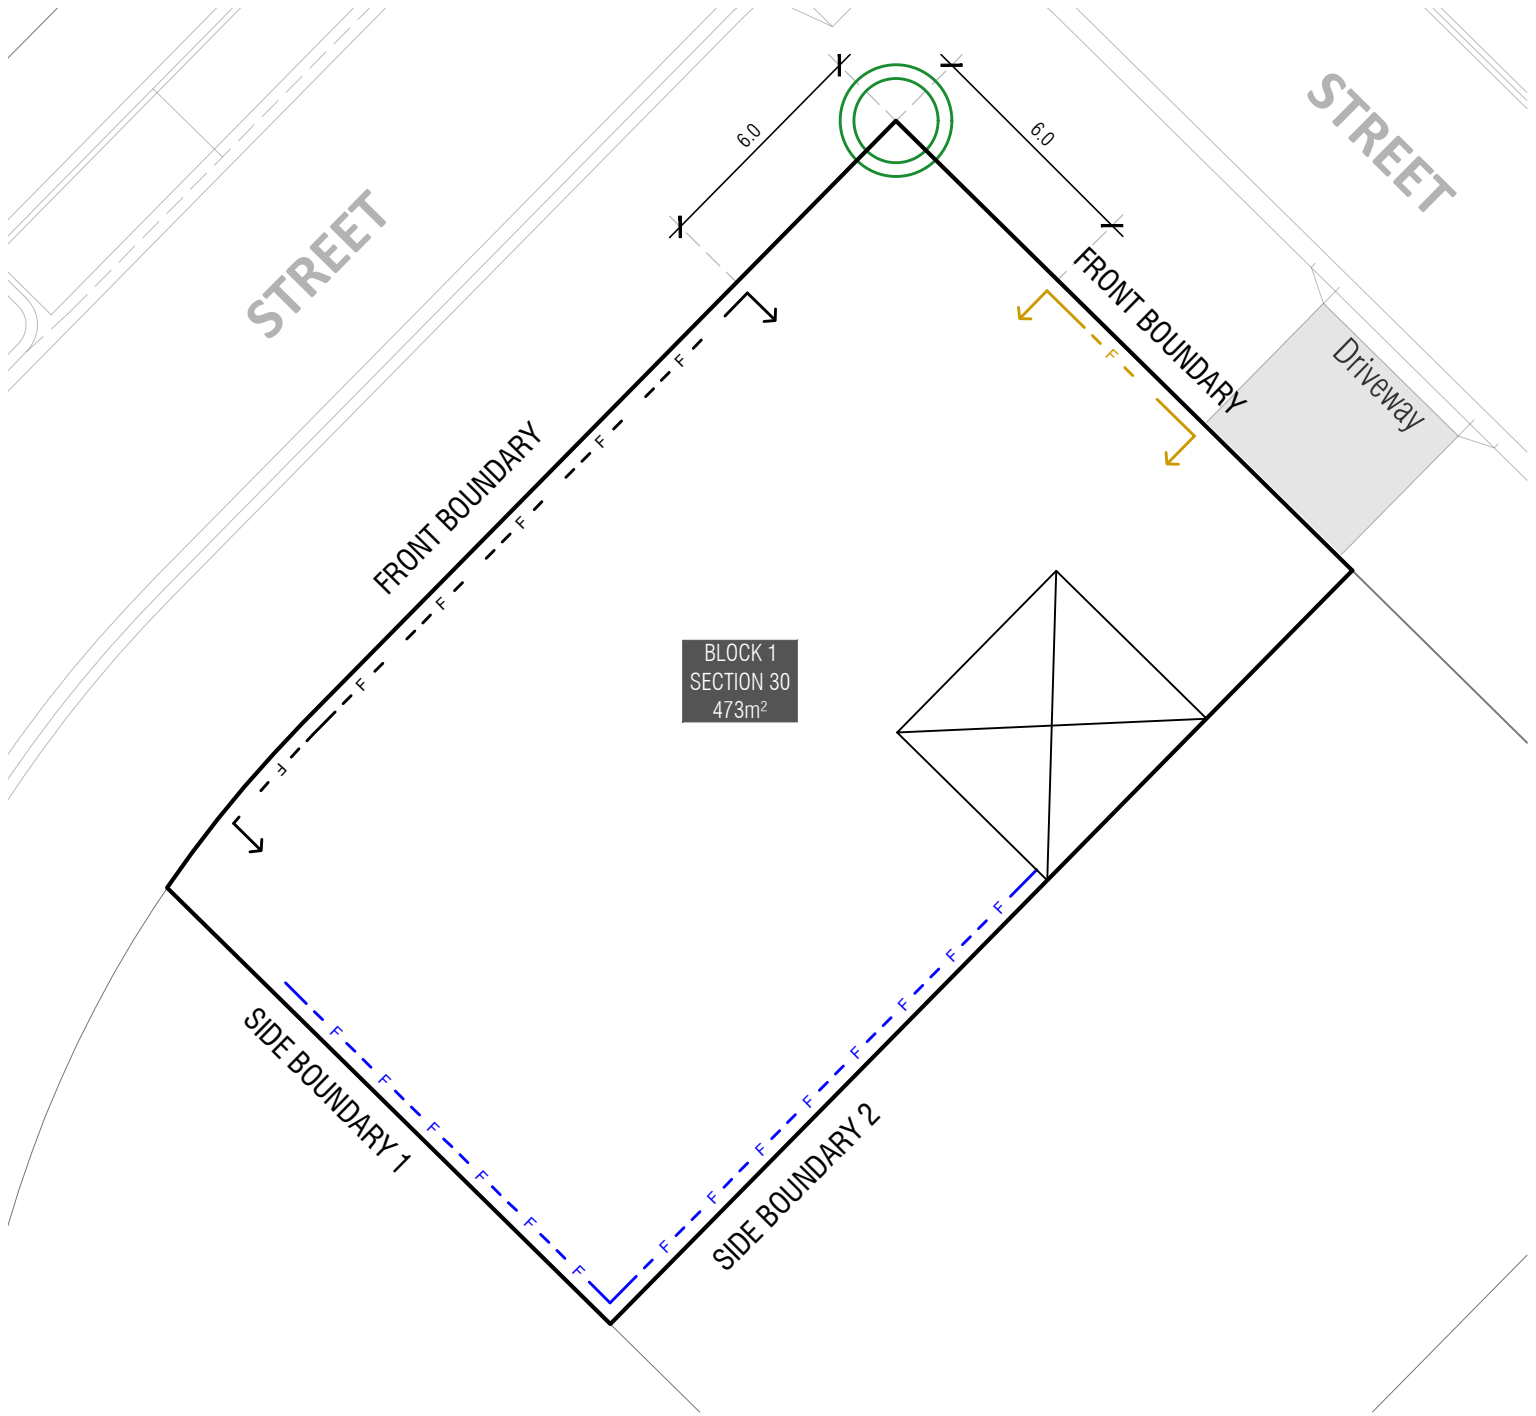 STREET
6.0
6.0
STREET
FRONT BOUNDARY
Driveway
F
F
FRONT BOUNDARY
F
F
F
BLOCK 1
SECTION 30
473m²
F
F
F
F
F
F
F
F
F
SIDE BOUNDARY 1
F
F
F
F
F
F
F
SIDE BOUNDARY 2